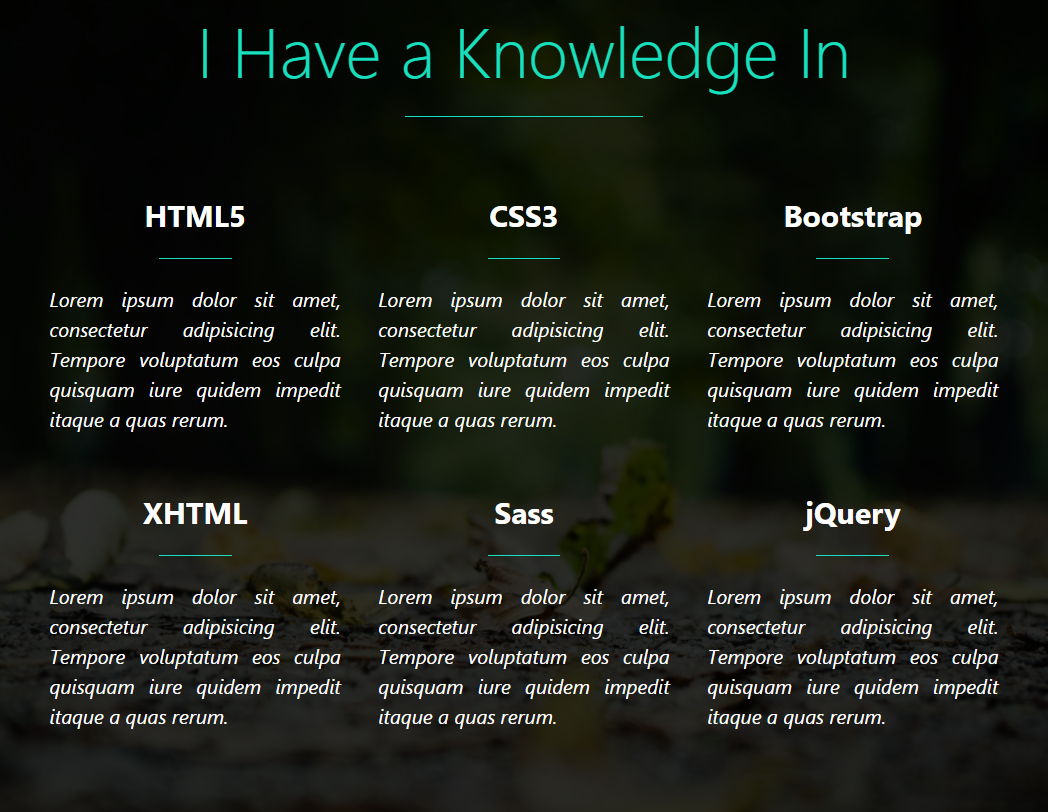 I Have a Knowledge In
HTML5
Lorem ipsum dolor sit amet,
consectetur adipisicing elit.
Tempore voluptatum eos culpa
quisquam iure quidem impedit
itaque a quas rerum.
CSS3
Lorem ipsum dolor sit amet,
consectetur adipisicing elit.
Tempore voluptatum eos culpa
quisquam iure quidem impedit
itaque a quas rerum.
Bootstrap
Lorem ipsum dolor sit amet,
consectetur adipisicing elit.
Tempore voluptatum eos culpa
quisquam iure quidem impedit
itaque a quas rerum.
XHTML
Lorem ipsum dolor sit amet,
consectetur adipisicing elit.
Tempore voluptatum eos culpa
quisquam iure quidem impedit
itaque a quas rerum.
Sass
Lorem ipsum dolor sit amet,
consectetur adipisicing elit.
Tempore voluptatum eos culpa
quisquam iure quidem impedit
itaque a quas rerum.
jQuery
Lorem ipsum dolor sit amet,
consectetur adipisicing elit.
Tempore voluptatum eos culpa
quisquam iure quidem impedit
itaque a quas rerum.